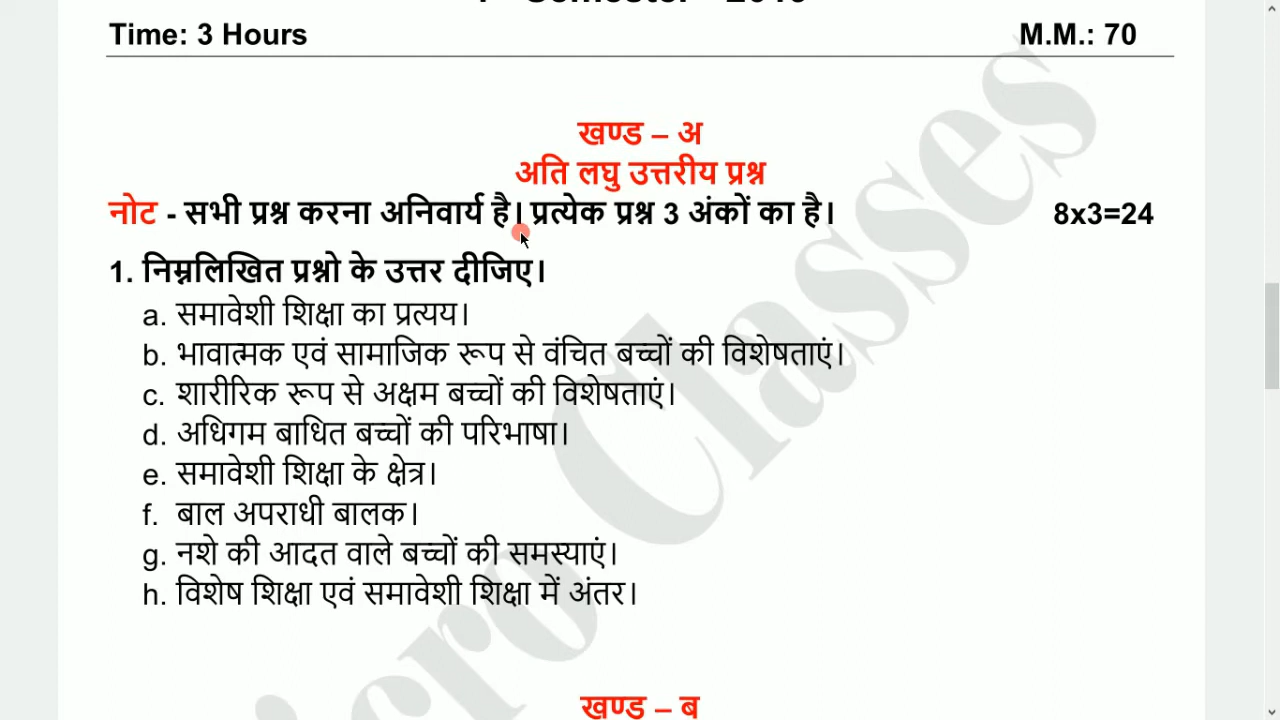 Time: 3 Hours M.M.: 70
खण्ड – अ
अति लघु उत्तरीय प्रश्न
नोट - सभी प्रश्न करना अनिवार्य है। प्रत्येक प्रश्न 3 अंकों का है। 8x3=24
1. निम्नलिखित प्रश्नो के उत्तर दीजिए।
a. समावेशी शिक्षा का प्रत्यय।
b. भावात्मक एवं सामाजिक रूप से वंचित बच्चों की विशेषताएं।
c. शारीरिक रूप से अक्षम बच्चों की विशेषताएं।
d. अधिगम बाधित बच्चों की परिभाषा।
e. समावेशी शिक्षा के क्षेत्र।
f. बाल अपराधी बालक।
g. नशे की आदत वाले बच्चों की समस्याएं।
h. विशेष शिक्षा एवं समावेशी शिक्षा में अंतर।
खण्ड – ब
Classes